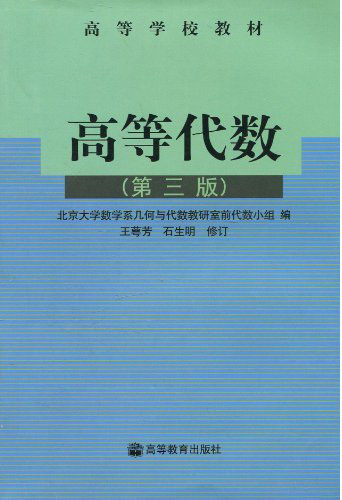 高等学校教材
高等代数
(第三版)
北京大学数学系几何与代数教研室前代数小组 编
王萼芳 石生明 修订
高等教育出版社